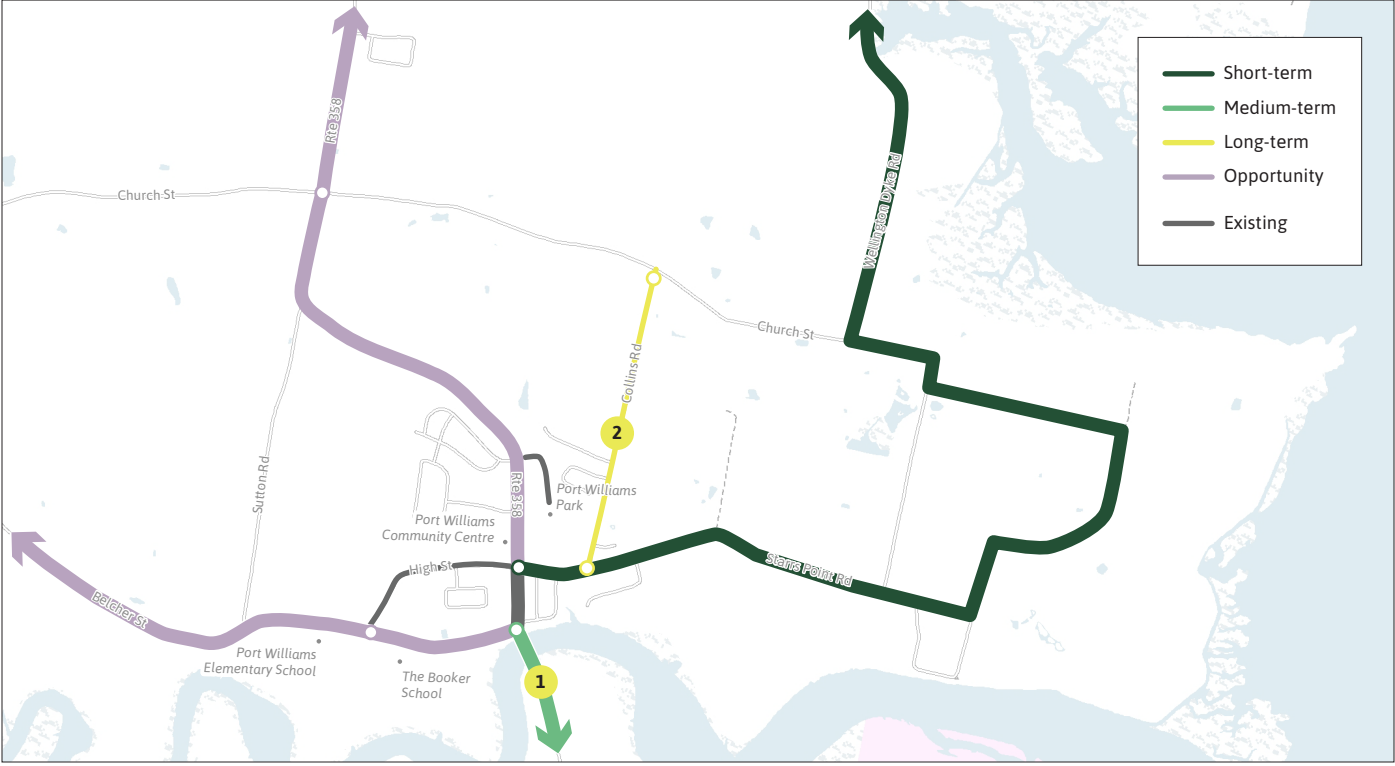 Short-term
Medium-term
Long-term
Opportunity
Existing
Rte 358
Church St
Wellington Dyke Rd
Church St
Collins Rd
2
Sutton Rd
Rte 358
Port Williams
Park
Port Williams
Community Centre
High St
Starrs Point Rd
Belcher St
Port Williams
Elementary School
The Booker
School
1